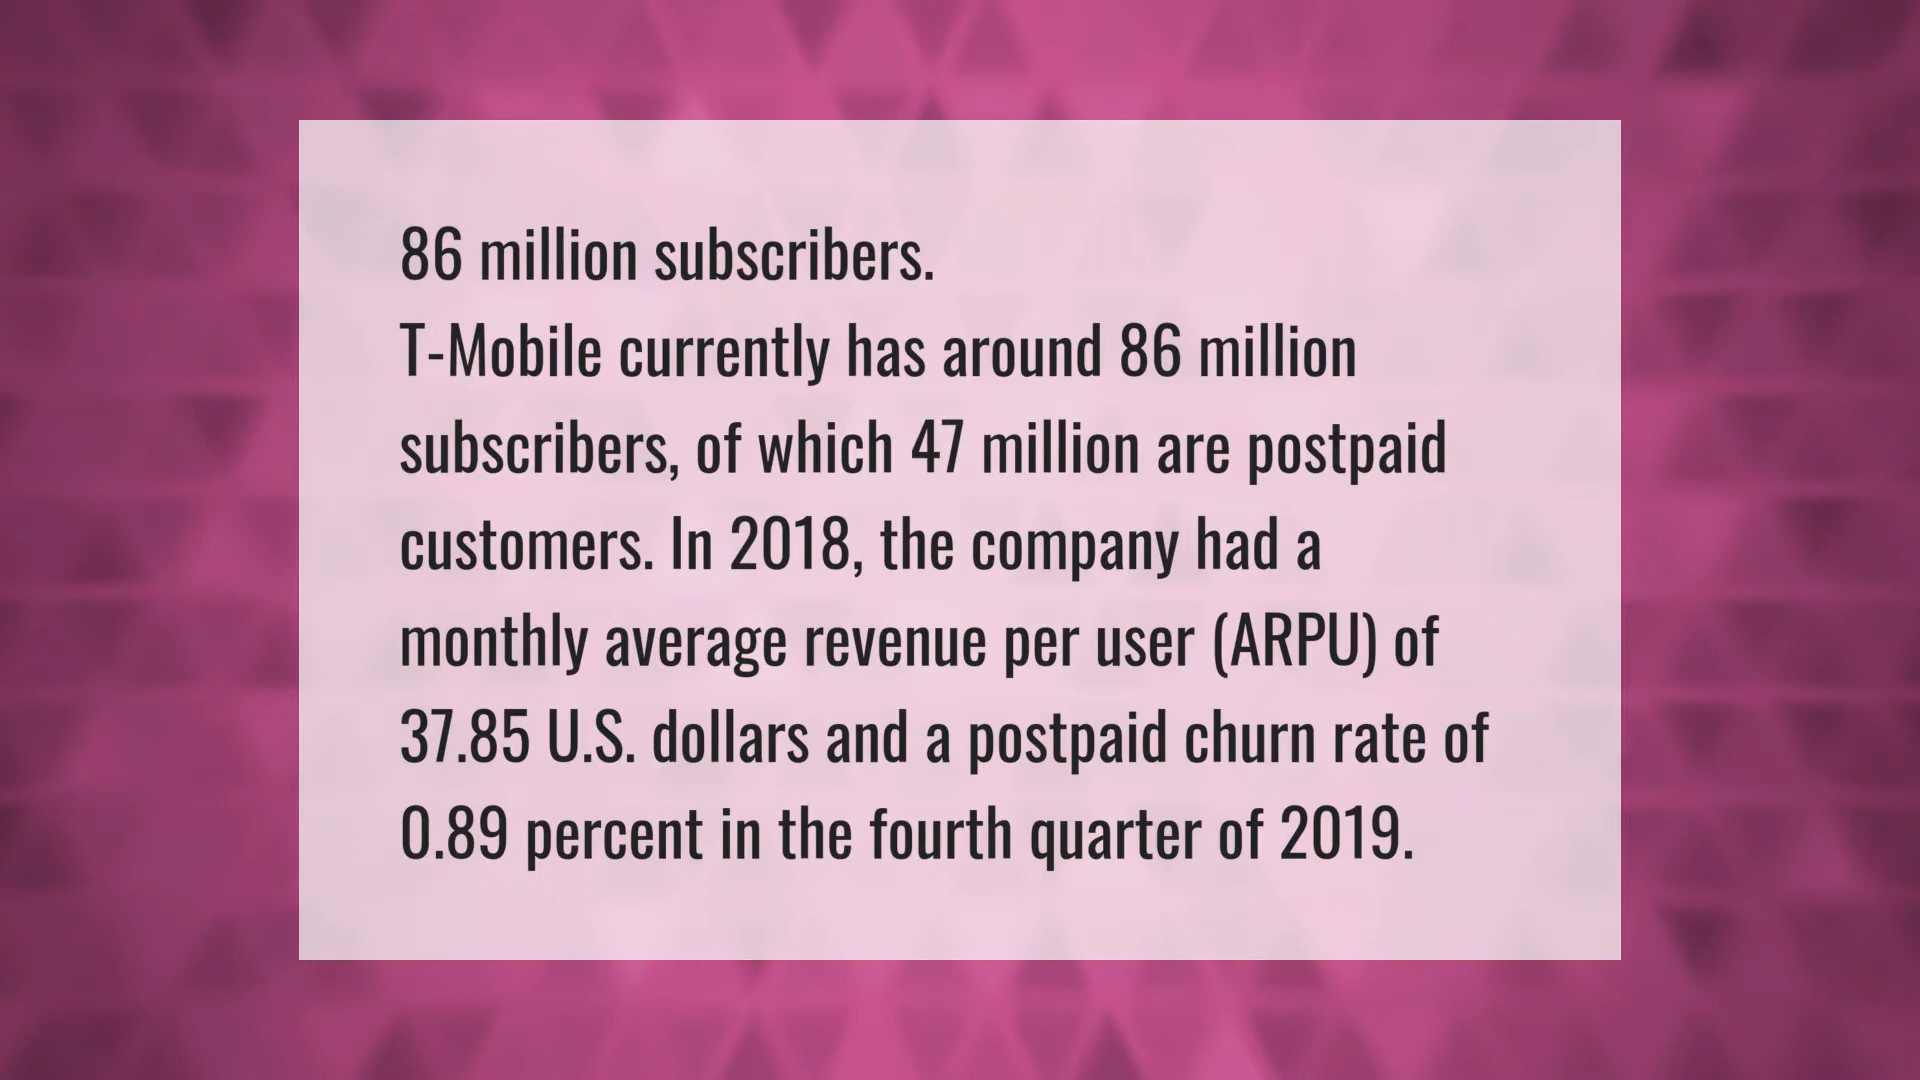 86 million subscribers.
T-Mobile currently has around 86 million
subscribers, of which 47 million are postpaid
customers. In 2018, the company had a
monthly average revenue per user (ARPU) of
37.85 U.S. dollars and a postpaid churn rate of
0.89 percent in the fourth quarter of 2019.